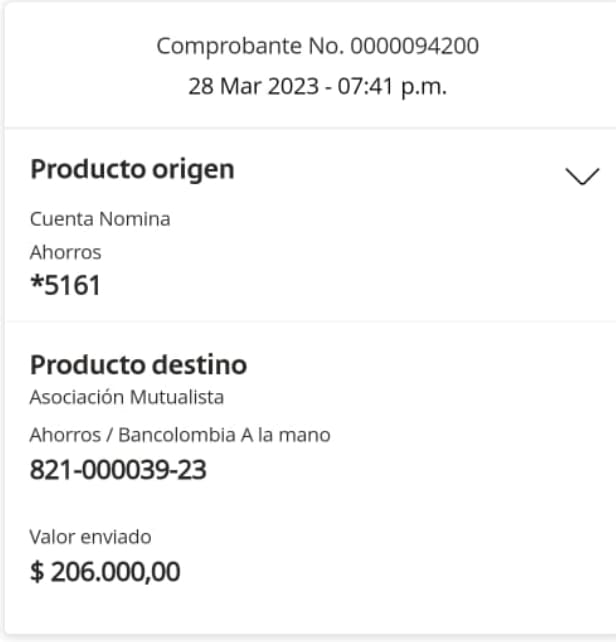 Comprobante No. 0000094200
28 Mar 2023 - 07:41 p.m.
Producto origen
Cuenta Nomina
Ahorros
*5161
Producto destino
Asociación Mutualista
Ahorros / Bancolombia A la mano
821-000039-23
Valor enviado
$ 206.000,00